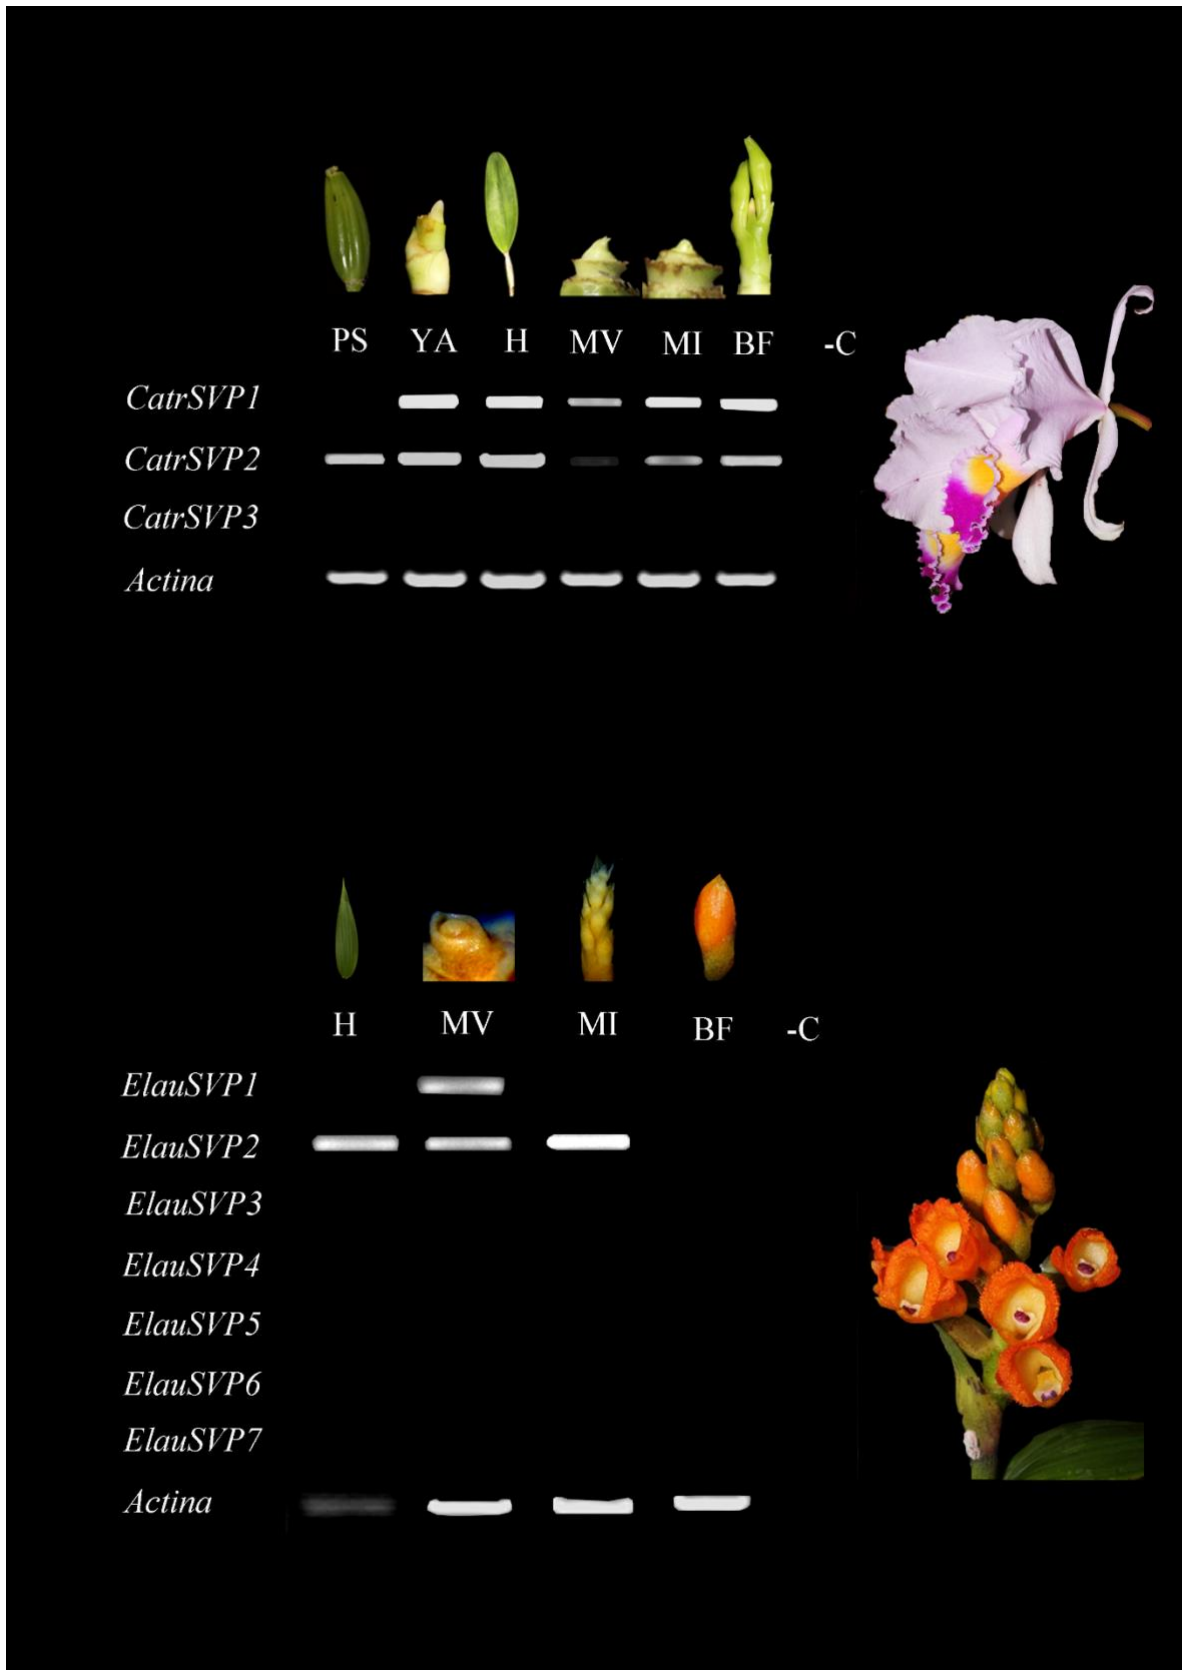 PS YA H MV MI BF -C
CatrSVP1
CatrSVP2
CatrSVP3
Actina
H MV MI BF -C
ElauSVP1
ElauSVP2
ElauSVP3
ElauSVP4
ElauSVP5
ElauSVP6
ElauSVP7
Actina